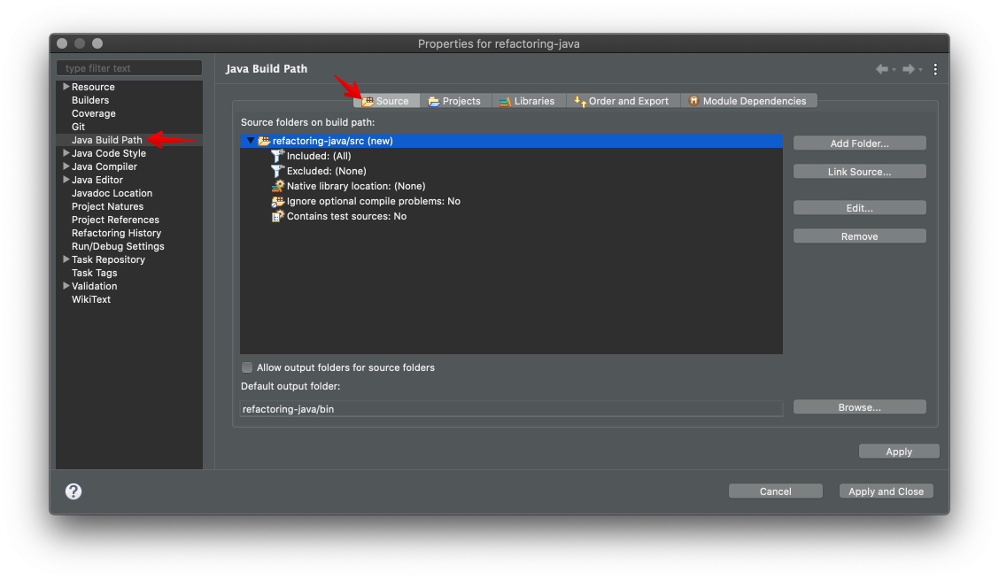 Properties for refactoring-java
type filter text
Resource
Builders
Coverage
Git
Java Build Path
Java Code Style
Java Compiler
Java Editor
Javadoc Location
Project Natures
Project References
Refactoring History
Run/Debug Settings
Task Repository
Task Tags
Validation
WikiText
Java Build Path
Source Projects Libraries Order and Export Module Dependencies
Source folders on build path:
refactoring-java/src (new)
Included: (All)
Excluded: (None)
Native library location: (None)
Ignore optional compile problems: No
Contains test sources: No
Add Folder...
Link Source...
Edit...
Remove
Allow output folders for source folders
Default output folder:
refactoring-java/bin
Browse...
Apply
?
Cancel
Apply and Close